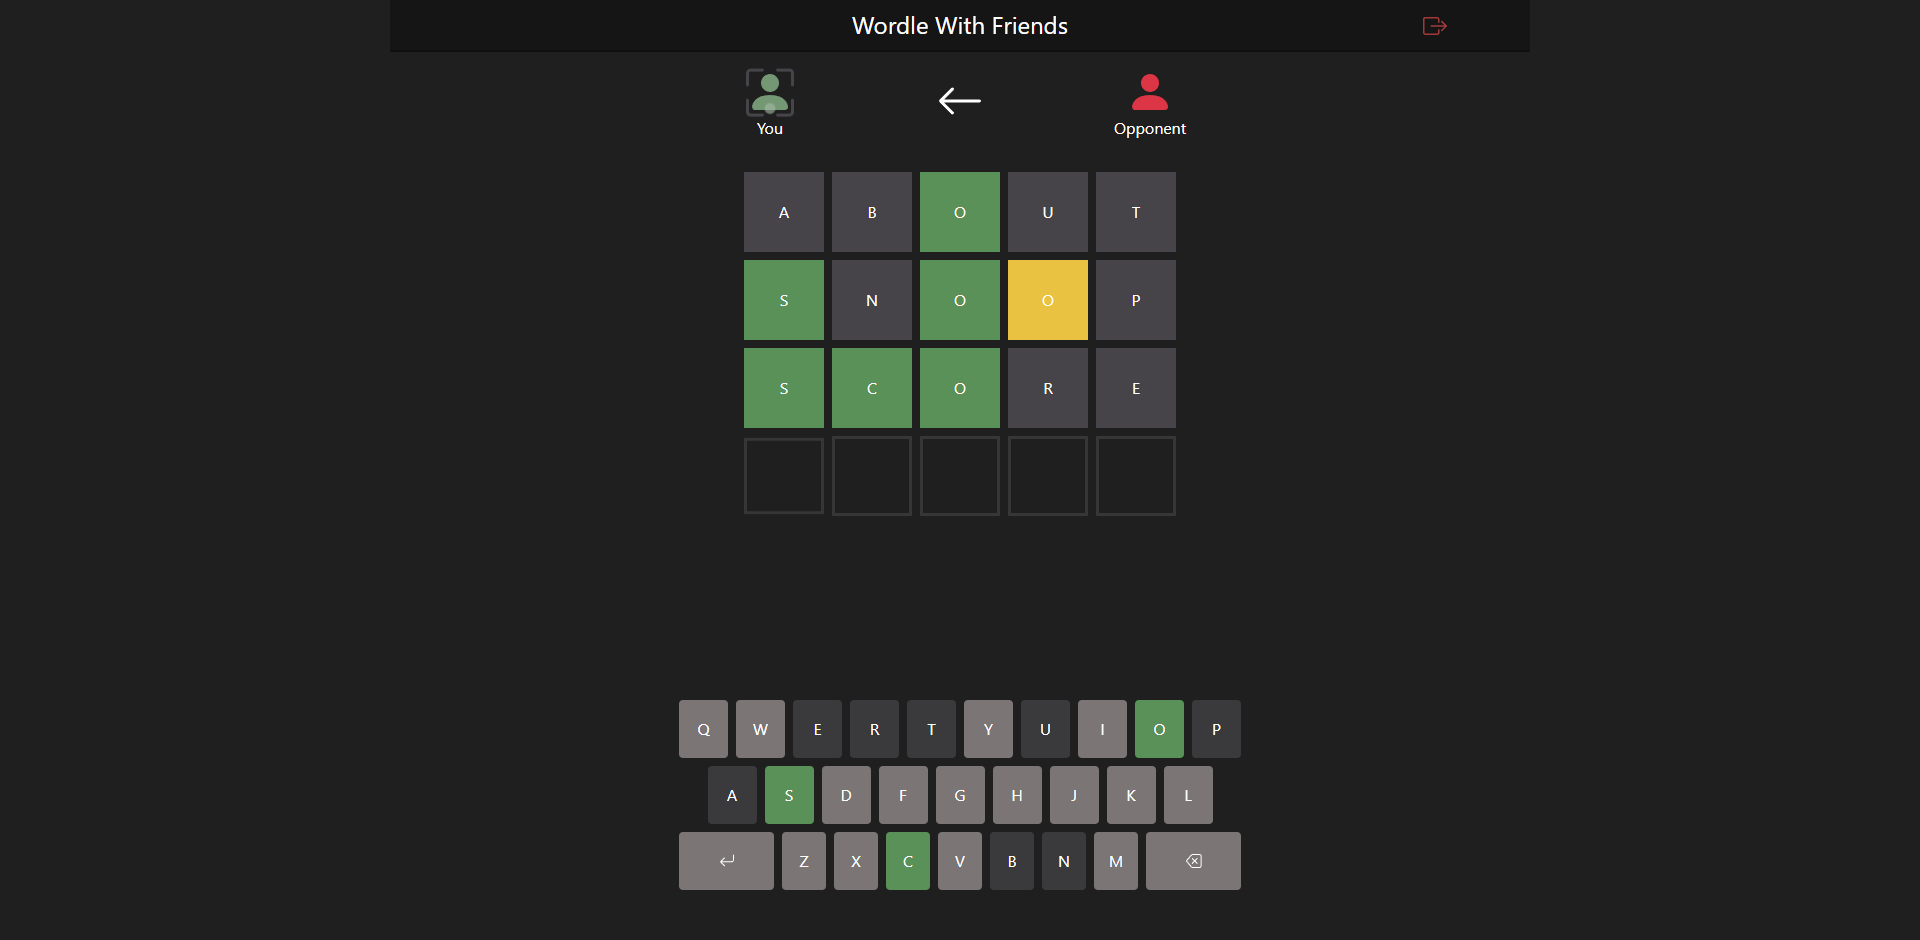 Wordle With Friends
You
Opponent
A B O U T
S N O O P
S C O R E
Q W E R T Y U I O P
A S D F G H J K L
Z X C V B N M